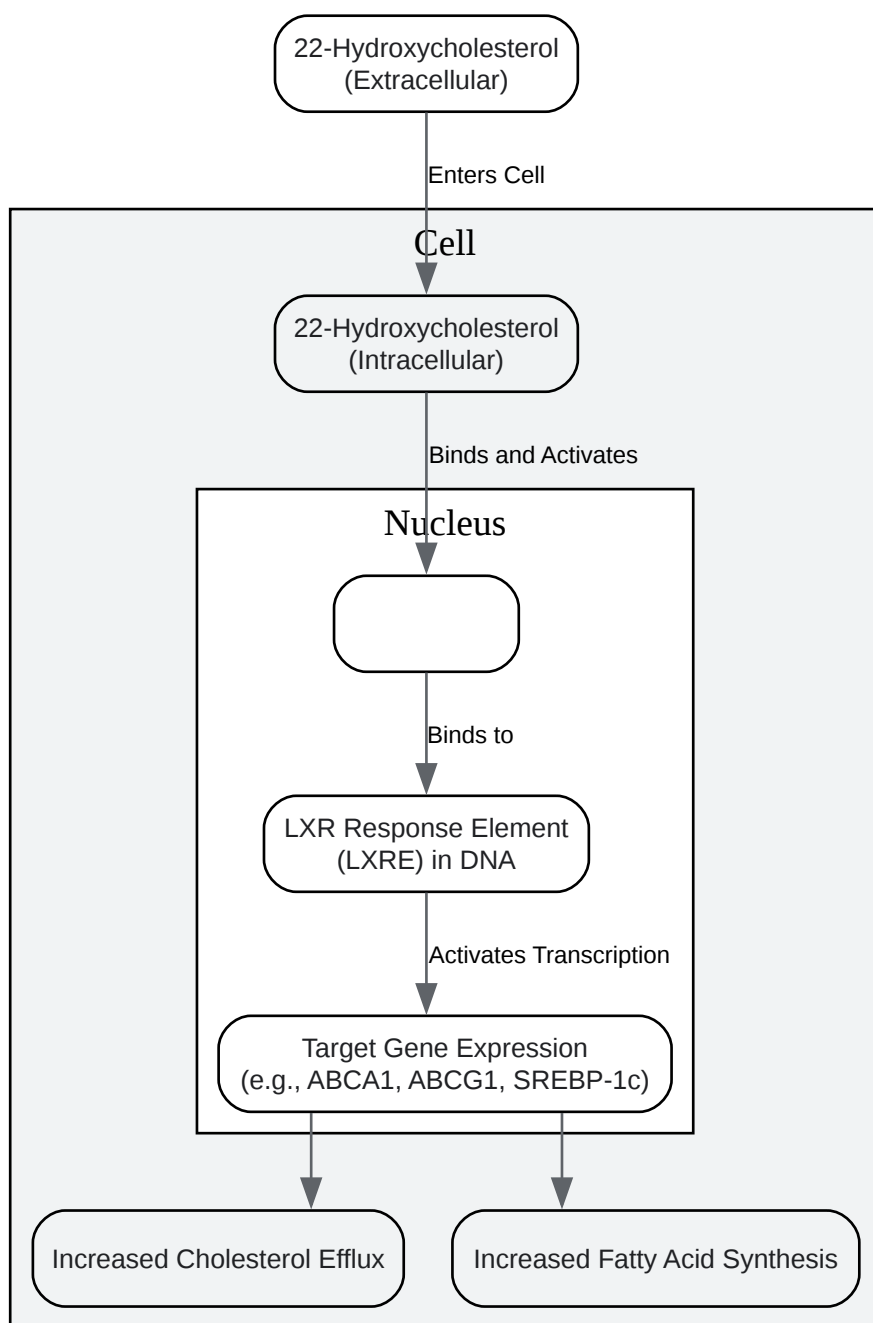 22-Hydroxycholesterol
(Extracellular)
Enters Cell
Cell
22-Hydroxycholesterol
(Intracellular)
Binds and Activates
Nucleus
Binds to
LXR Response Element
(LXRE) in DNA
Activates Transcription
Target Gene Expression
(e.g., ABCA1, ABCG1, SREBP-1c)
Increased Cholesterol Efflux
Increased Fatty Acid Synthesis